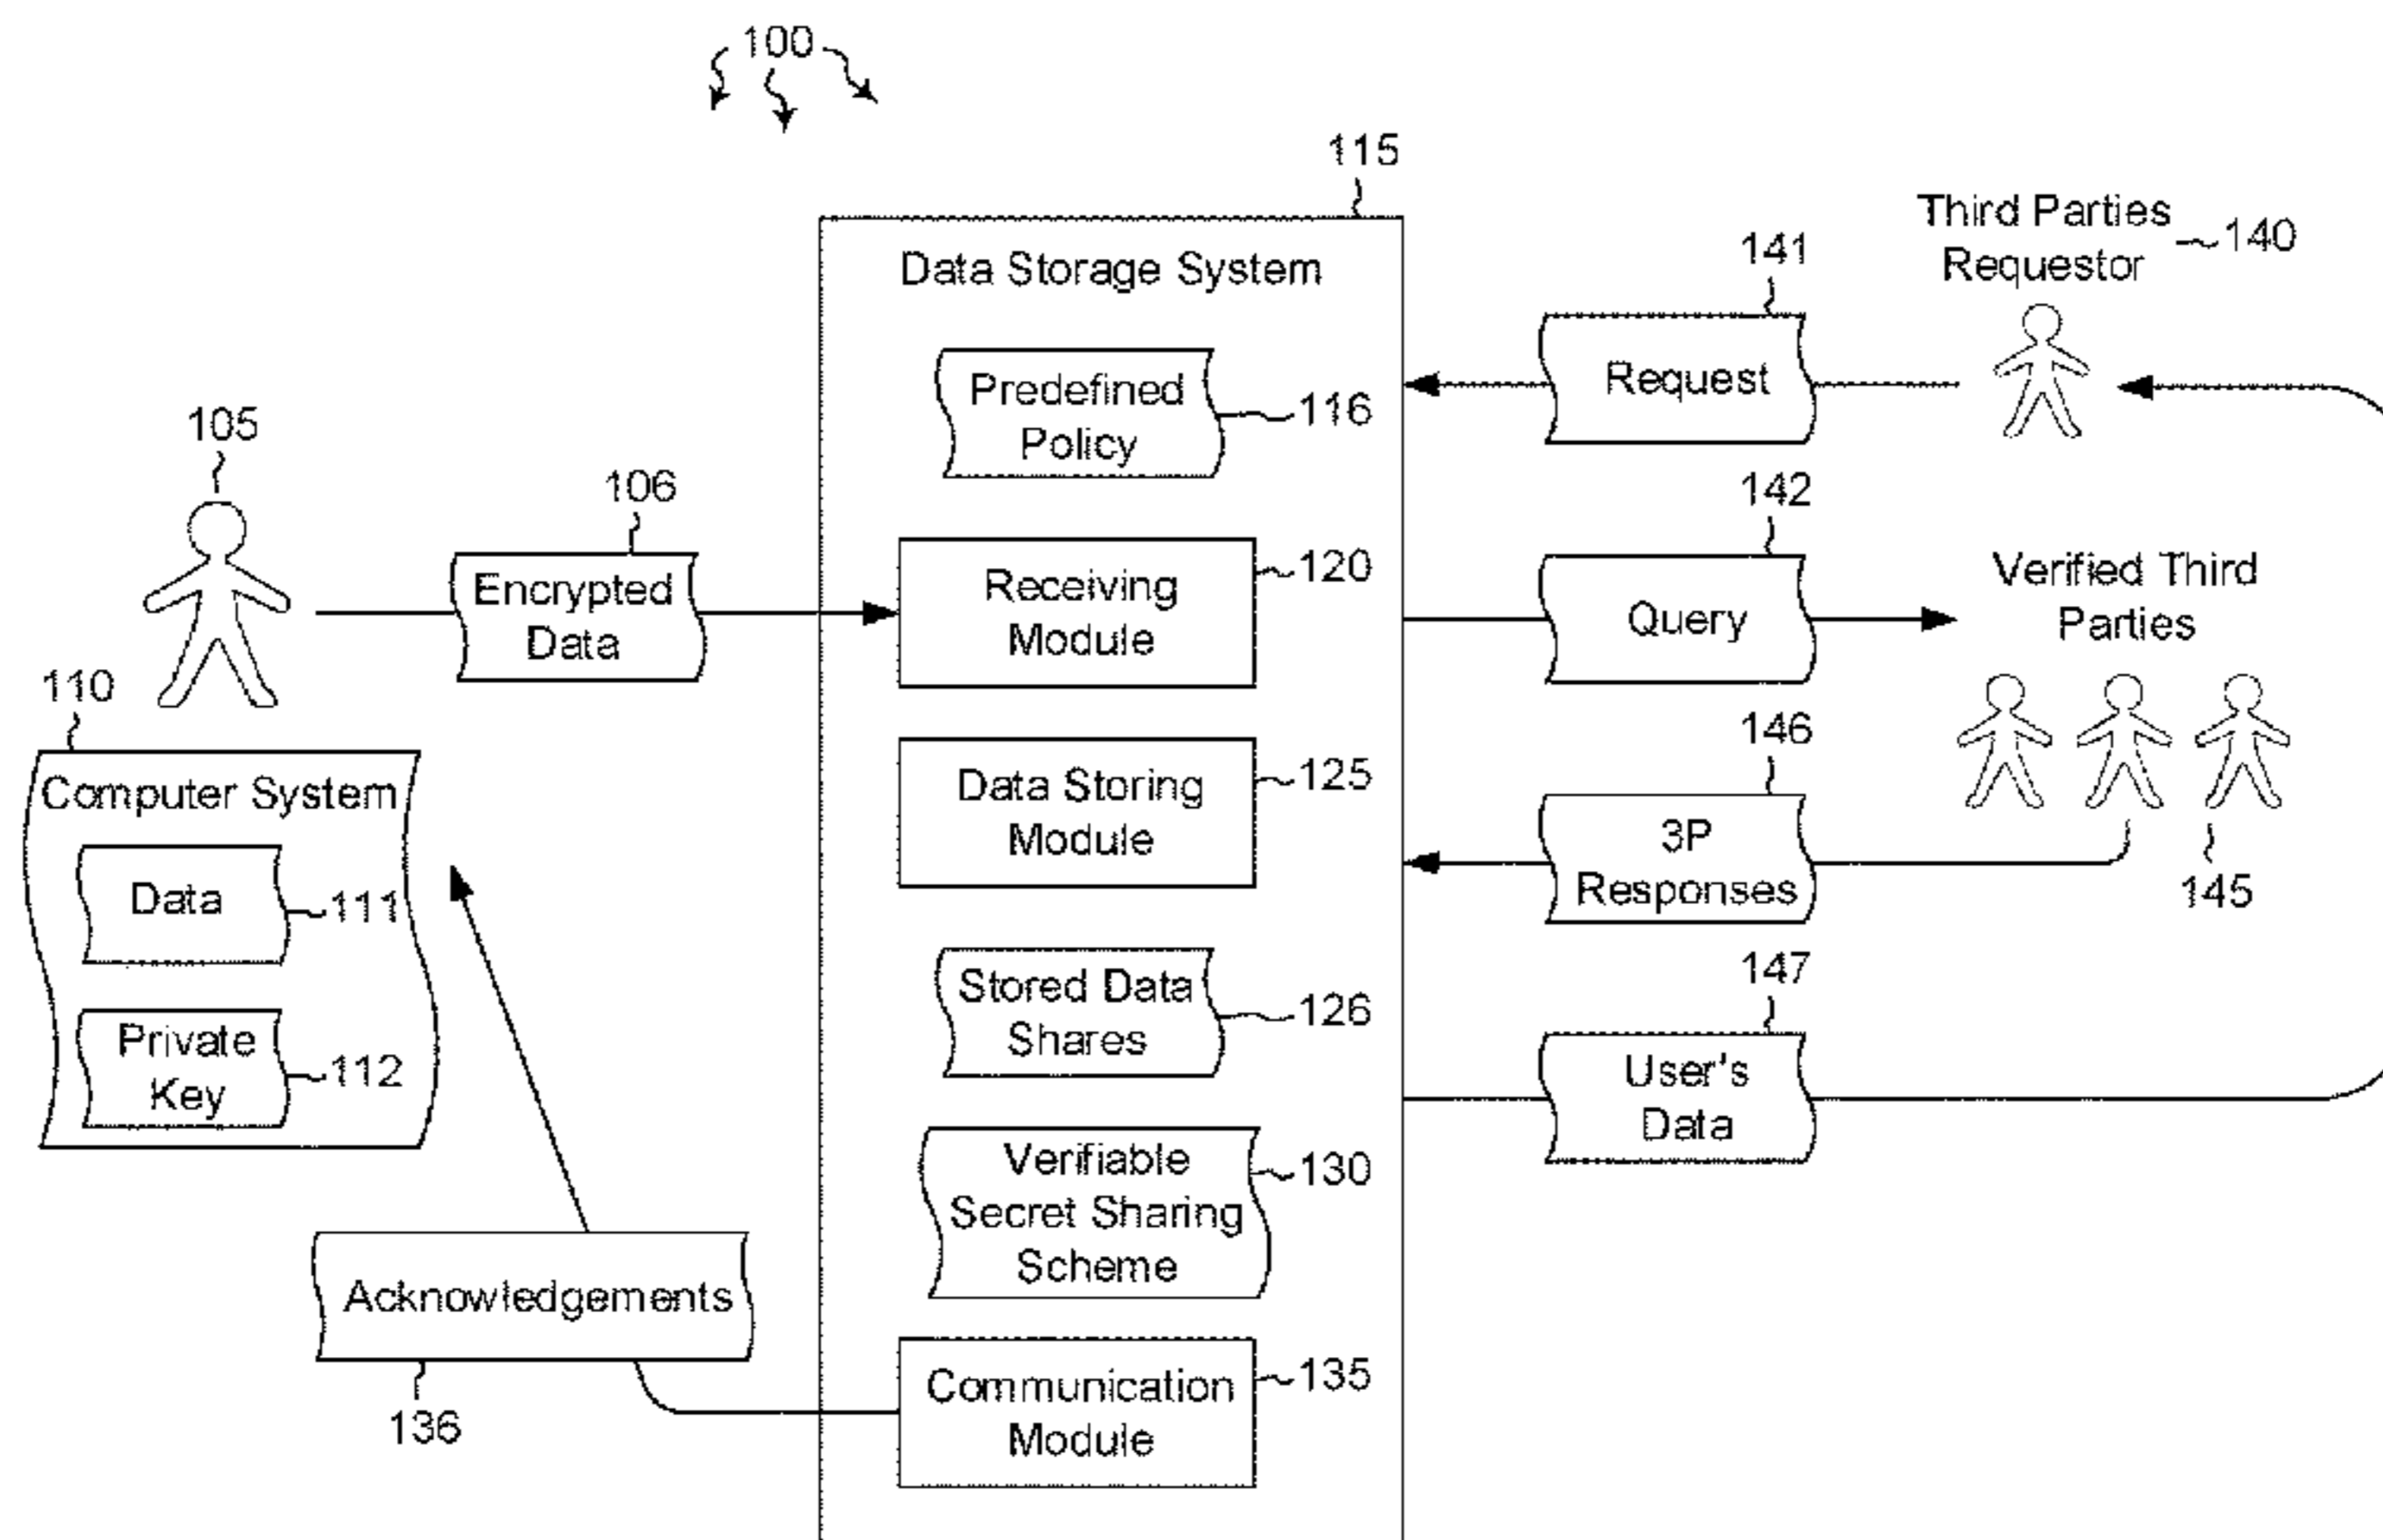 100
115
Data Storage System
Predefined
Policy
116
105
106
Encrypted
Data
Receiving
Module
120
110
Computer System
Data
111
Private
Key
112
Data Storing
Module
125
Stored Data
Shares
126
Verifiable
Secret Sharing
Scheme
130
Acknowledgements
136
Communication
Module
135
141
Request
Third Parties
Requestor
140
142
Query
Verified Third
Parties
146
3P
Responses
145
147
User's
Data